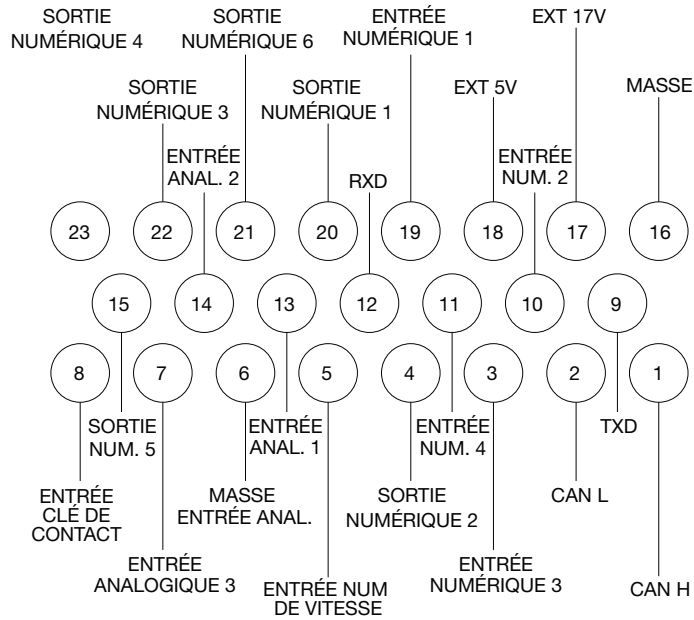 SORTIE
NUMÉRIQUE 4
SORTIE
NUMÉRIQUE 6
ENTRÉE
NUMÉRIQUE 1
EXT 17V
SORTIE
NUMÉRIQUE 3
SORTIE
NUMÉRIQUE 1
EXT 5V
MASSE
ENTRÉE
ANAL. 2
RXD
ENTRÉE
NUM. 2
23 22 21 20 19 18 17 16
15 14 13 12 11 10 9
8 7 6 5 4 3 2 1
SORTIE
NUM. 5
ENTRÉE
ANAL. 1
ENTRÉE
NUM. 4
TXD
ENTRÉE
CLÉ DE
CONTACT
MASSE
ENTRÉE ANAL.
SORTIE
NUMÉRIQUE 2
CAN L
ENTRÉE
ANALOGIQUE 3
ENTRÉE NUM
DE VITESSE
ENTRÉE
NUMÉRIQUE 3
CAN H